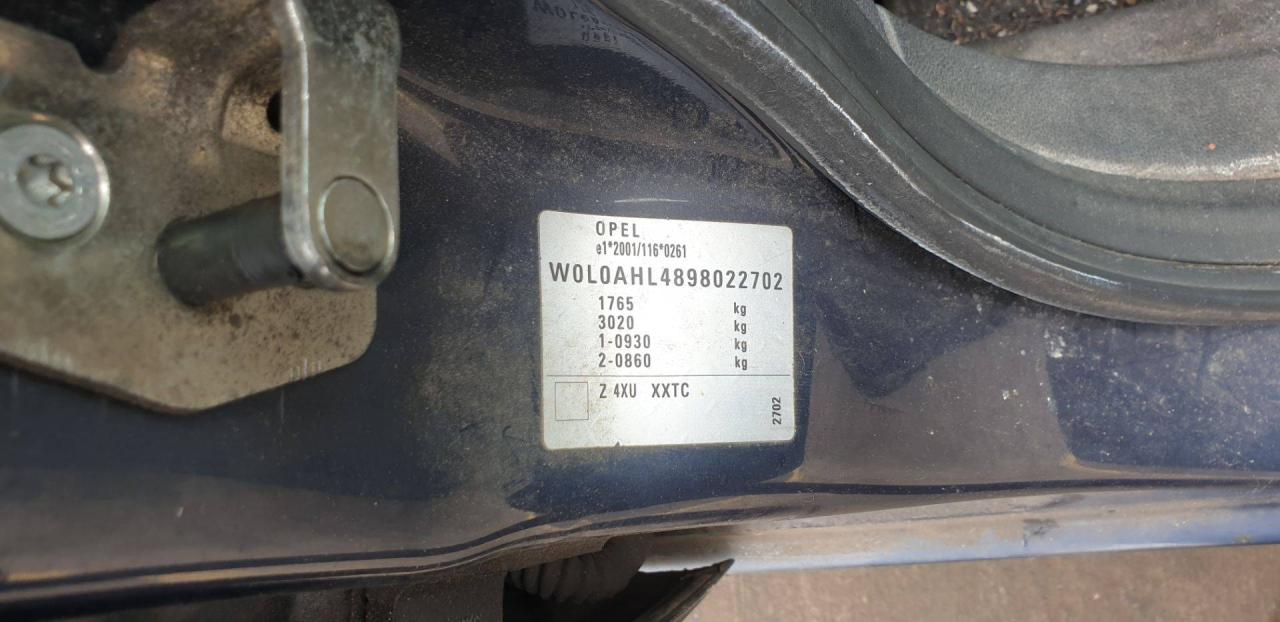 OPEL
e1*2001/116*0261
W0L0AHL4898022702
1765 kg
3020 kg
1-0930 kg
2-0860 kg
Z 4XU XXTC
2702